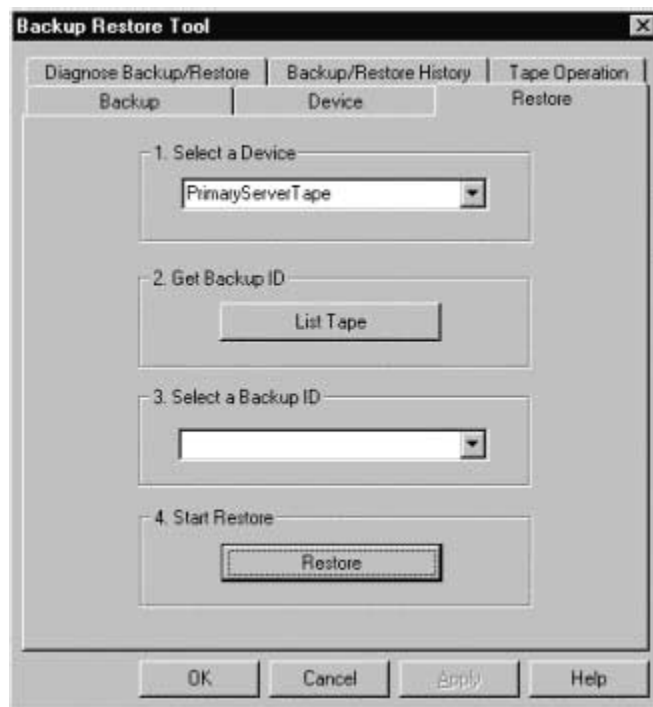 Backup Restore Tool
Diagnose Backup/Restore Backup/Restore History Tape Operation
Backup Device Restore
1. Select a Device
PrimaryServerTape
2. Get Backup ID
List Tape
3. Select a Backup ID
4. Start Restore
Restore
OK Cancel Apply Help